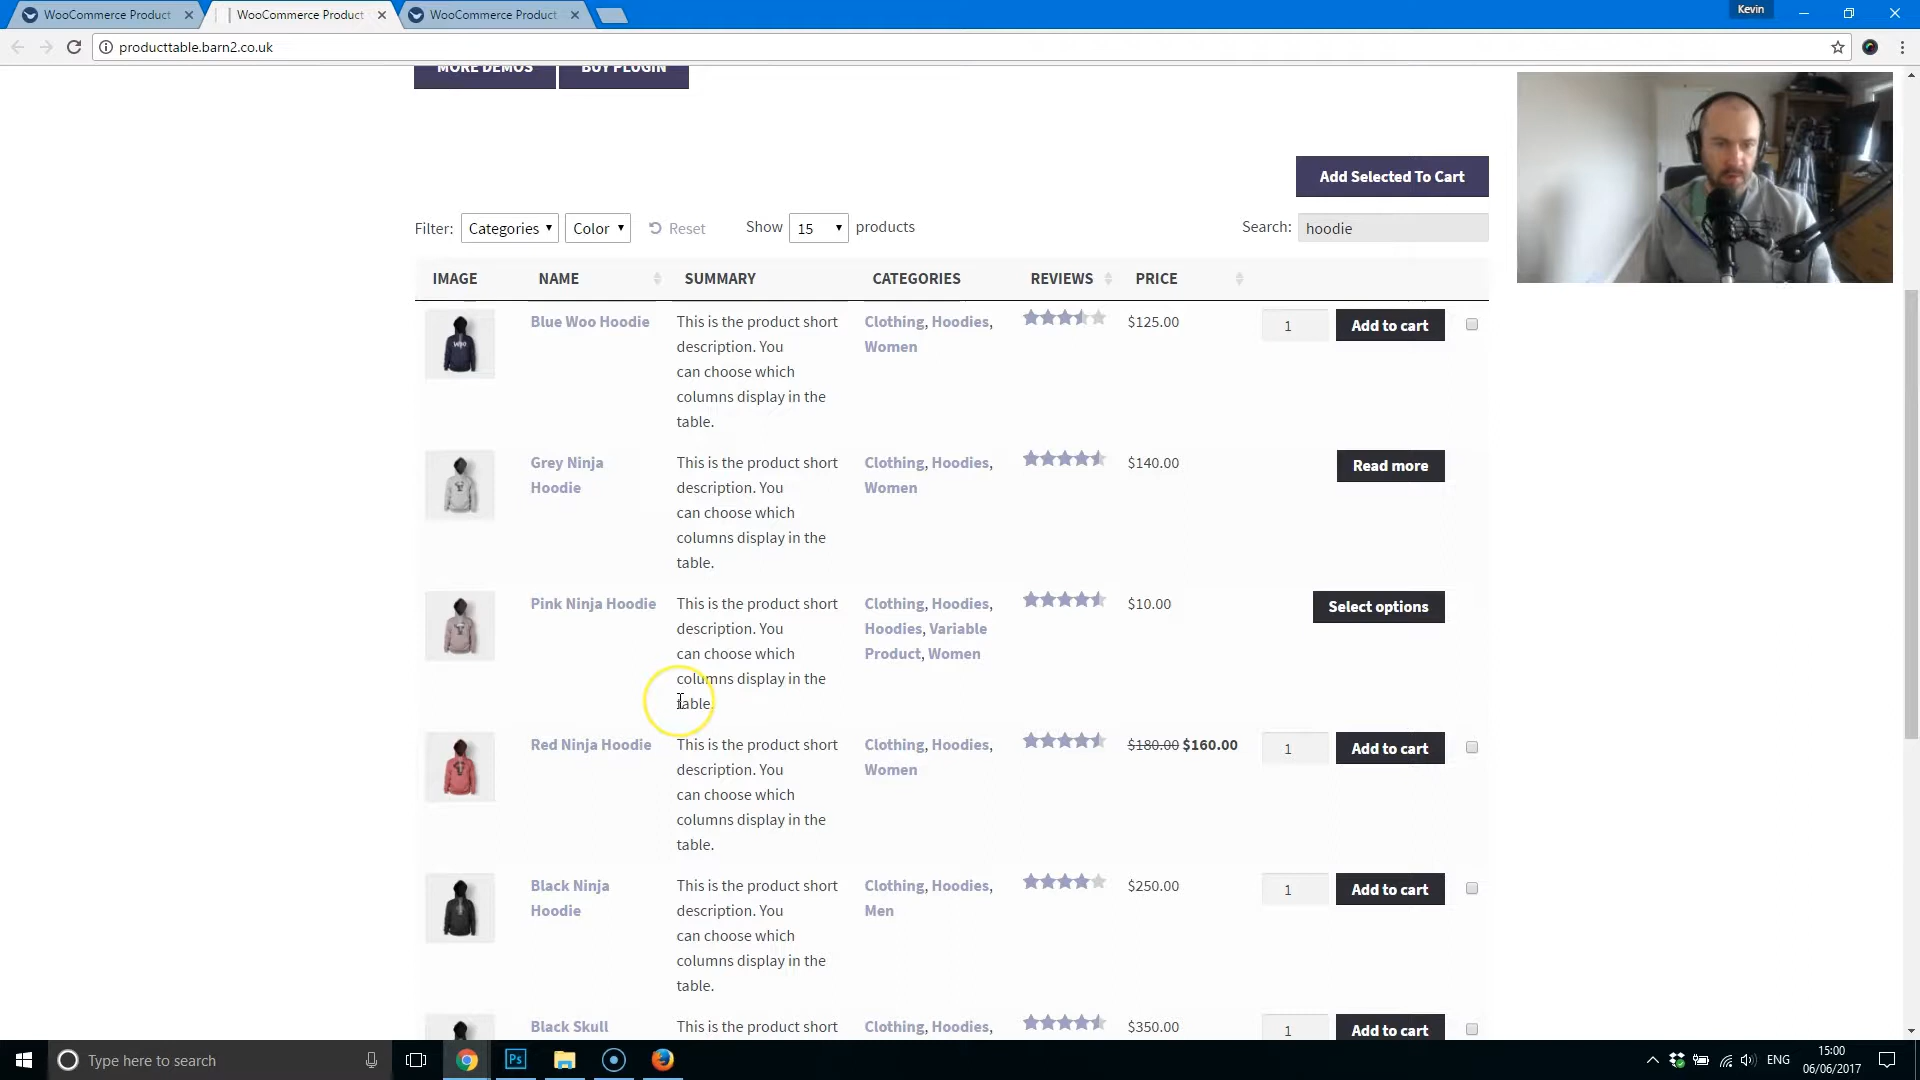 WooCommerce Product
WooCommerce Product
WooCommerce Product
Kevin
producttable.barn2.co.uk
MORE DEMOS BUY PLUGIN
Add Selected To Cart
Filter: Categories Color Reset Show 15 products Search: hoodie
IMAGE NAME SUMMARY CATEGORIES REVIEWS PRICE
Blue Woo Hoodie This is the product short Clothing, Hoodies, $125.00 1 Add to cart
description. You Women
can choose which
columns display in the
table.
Grey Ninja This is the product short Clothing, Hoodies, $140.00 Read more
Hoodie description. You Women
can choose which
columns display in the
table.
Pink Ninja Hoodie This is the product short Clothing, Hoodies, $10.00 Select options
description. You Hoodies, Variable
can choose which Product, Women
columns display in the
table.
Red Ninja Hoodie This is the product short Clothing, Hoodies, $180.00 $160.00 1 Add to cart
description. You Women
can choose which
columns display in the
table.
Black Ninja This is the product short Clothing, Hoodies, $250.00 1 Add to cart
Hoodie description. You Men
can choose which
columns display in the
table.
Black Skull This is the product short Clothing, Hoodies, $350.00 1 Add to cart
Type here to search Ps ENG 15:00
06/06/2017